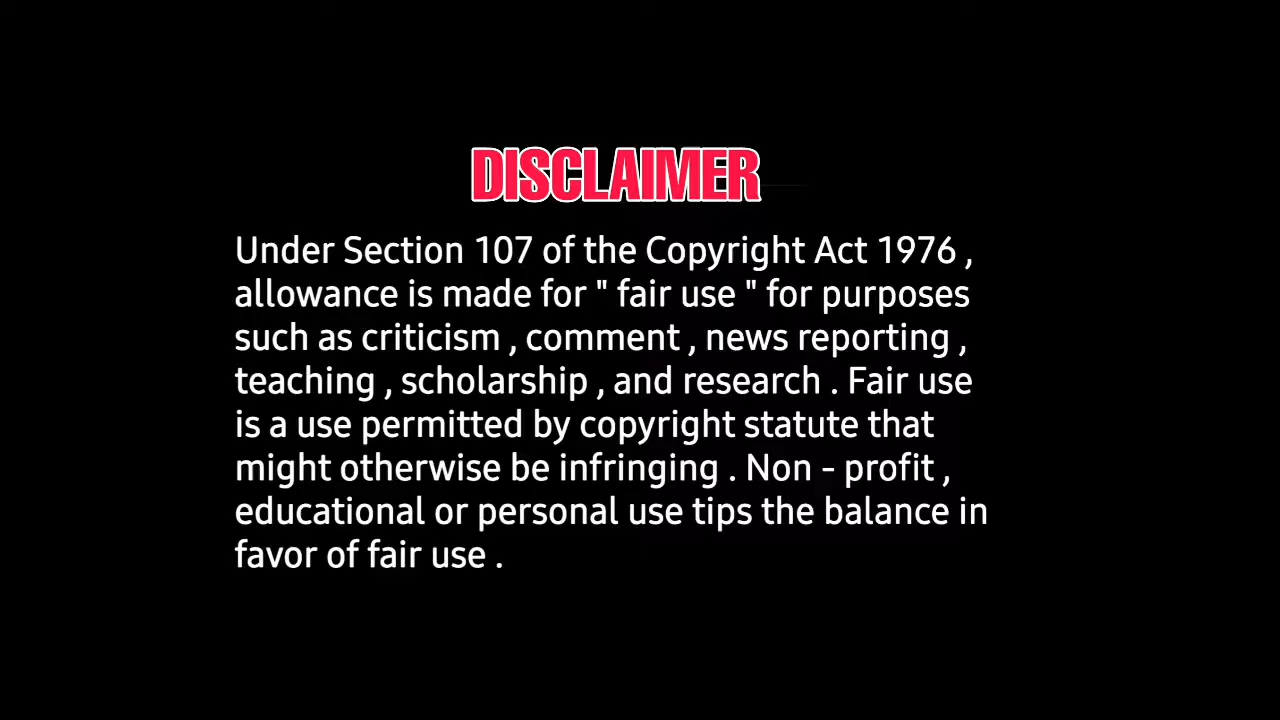 DISCLAIMER
Under Section 107 of the Copyright Act 1976 ,
allowance is made for " fair use " for purposes
such as criticism , comment , news reporting ,
teaching , scholarship , and research . Fair use
is a use permitted by copyright statute that
might otherwise be infringing . Non - profit ,
educational or personal use tips the balance in
favor of fair use .